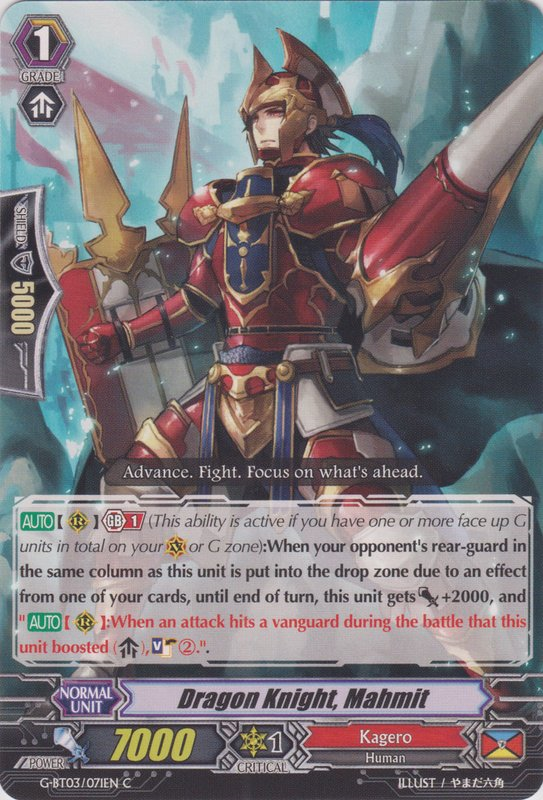 1
GRADE
SHIELD
5000
Advance. Fight. Focus on what's ahead.
AUTO【 R 】GB 1 (This ability is active if you have one or more face up G
units in total on your V or G zone):When your opponent's rear-guard in
the same column as this unit is put into the drop zone due to an effect
from one of your cards, until end of turn, this unit gets +2000, and
"AUTO【 R 】:When an attack hits a vanguard during the battle that this
unit boosted ( ), V ②.".
NORMAL
UNIT
Dragon Knight, Mahmit
POWER
7000
1
CRITICAL
Kagero
Human
G-BT03/071EN C
ILLUST / やまだ六角